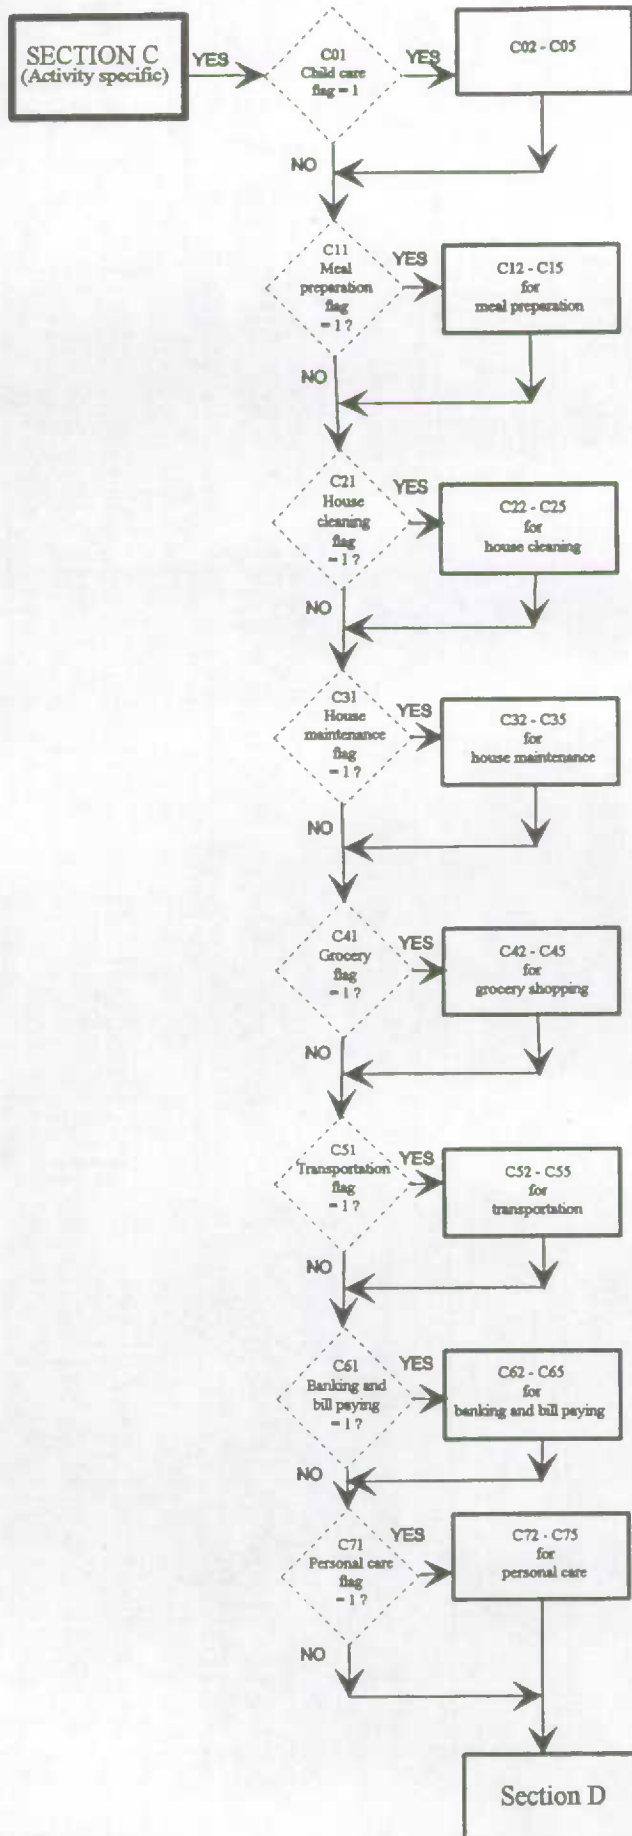 SECTION C
(Activity specific)
YES
C01
Child care
flag = 1
YES
C02 - C05
NO
C11
Meal
preparation
flag
= 1 ?
YES
C12 - C15
for
meal preparation
NO
C21
House
cleaning
flag
= 1 ?
YES
C22 - C25
for
house cleaning
NO
C31
House
maintenance
flag
= 1 ?
YES
C32 - C35
for
house maintenance
NO
C41
Grocery
flag
= 1 ?
YES
C42 - C45
for
grocery shopping
NO
C51
Transportation
flag
= 1 ?
YES
C52 - C55
for
transportation
NO
C61
Banking and
bill paying
= 1 ?
YES
C62 - C65
for
banking and bill paying
NO
C71
Personal care
flag
= 1 ?
YES
C72 - C75
for
personal care
NO
Section D